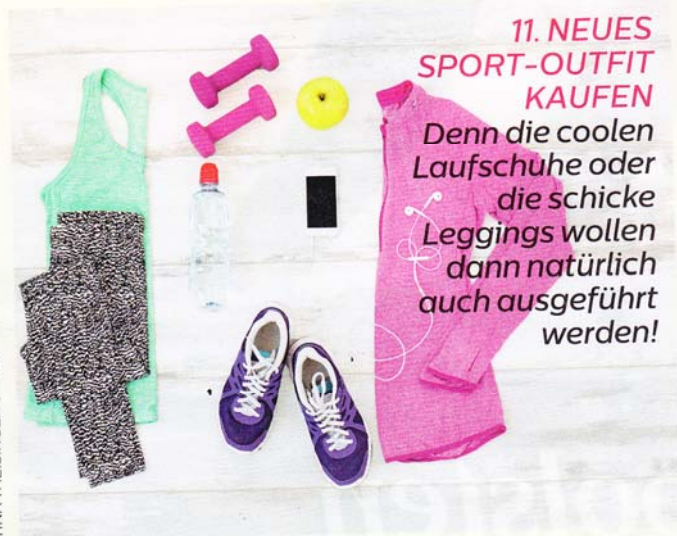 11. NEUES
SPORT-OUTFIT
KAUFEN
Denn die coolen
Laufschuhe oder
die schicke
Leggings wollen
dann natürlich
auch ausgeführt
werden!